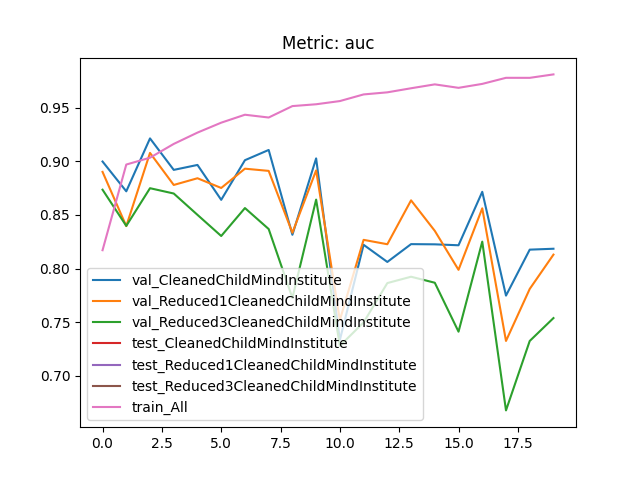 Metric: auc
0.95
0.90
0.85
0.80
0.75
0.70
val_CleanedChildMindInstitute
val_Reduced1CleanedChildMindInstitute
val_Reduced3CleanedChildMindInstitute
test_CleanedChildMindInstitute
test_Reduced1CleanedChildMindInstitute
test_Reduced3CleanedChildMindInstitute
train_All
0.0 2.5 5.0 7.5 10.0 12.5 15.0 17.5